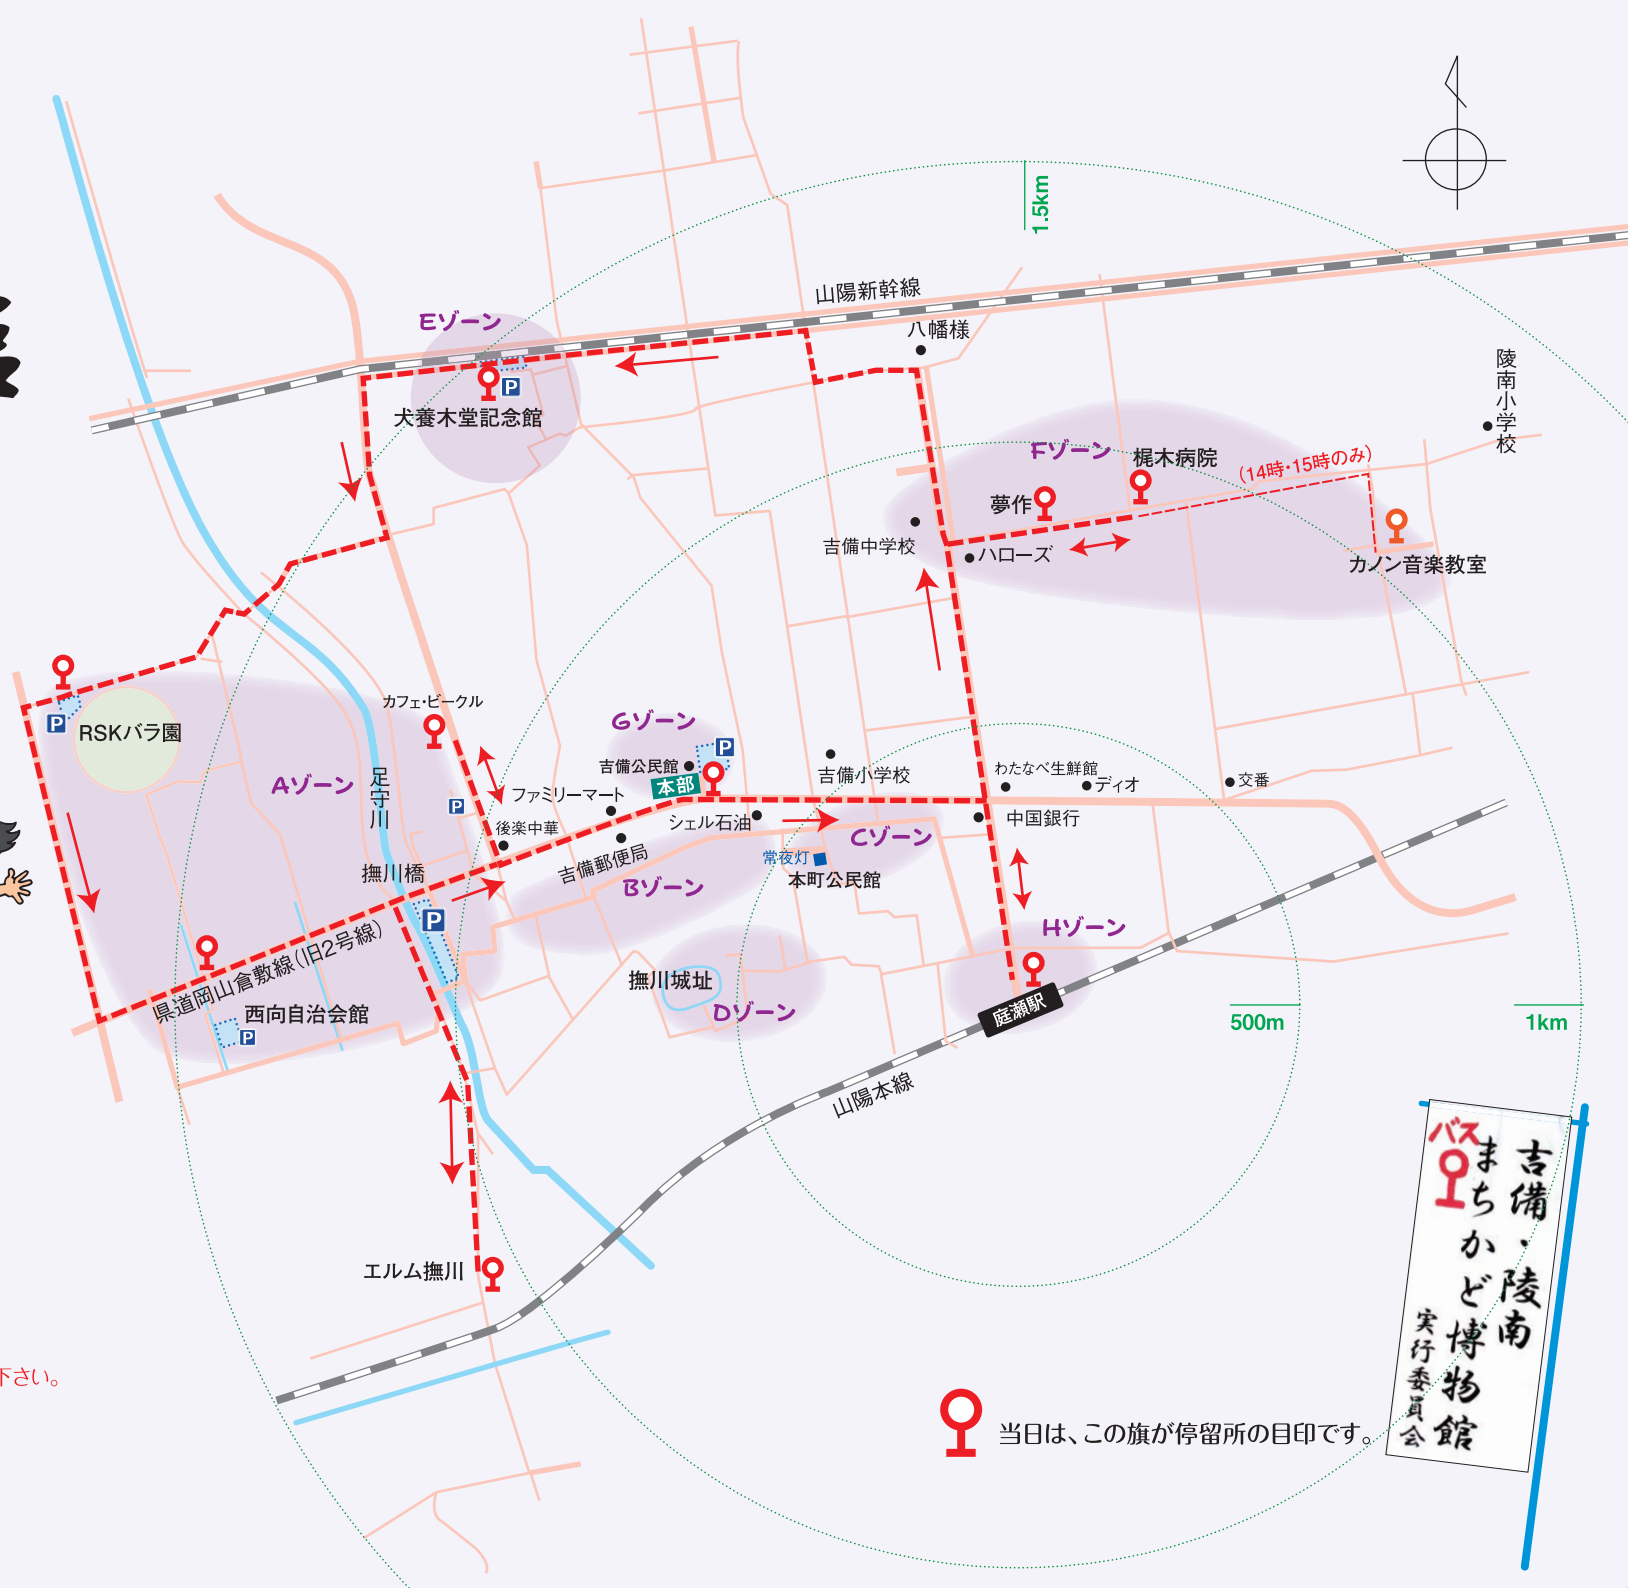 1.5km
山陽新幹線
八幡様
Eゾーン
P
犬養木堂記念館
陵南小学校
Fゾーン
梶木病院
(14時・15時のみ)
夢作
吉備中学校
ハローズ
カノン音楽教室
P
RSKバラ園
カフェ・ビークル
Gゾーン
P
吉備公民館
本部
吉備小学校
わたなべ生鮮館
ディオ
交番
Aゾーン
足守川
P
ファミリーマート
後楽中華
シェル石油
中国銀行
Cゾーン
吉備郵便局
常夜灯
本町公民館
撫川橋
Bゾーン
P
県道岡山倉敷線(旧2号線)
Hゾーン
撫川城址
Dゾーン
西向自治会館
P
庭瀬駅
500m
1km
山陽本線
エルム撫川
下さい。
当日は、この旗が停留所の目印です。
バス
吉備・陵南
まちかど博物館
実行委員会